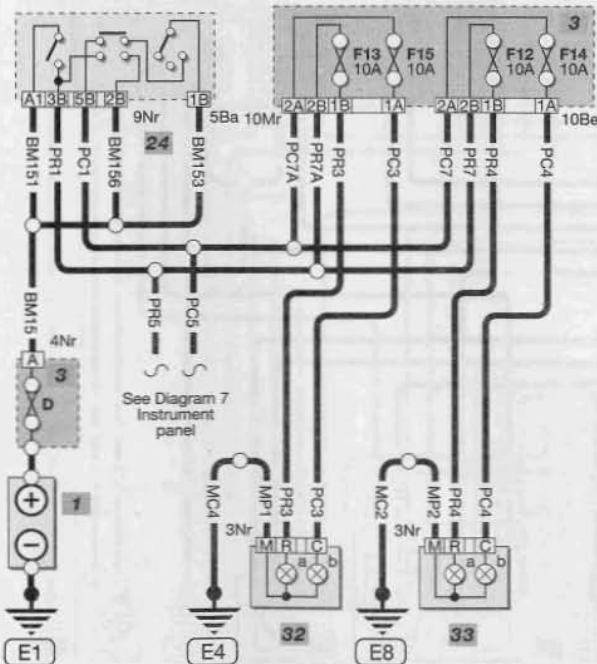 3
F13 F15 F12 F14
10A 10A 10A 10A
A1 3B 5B 2B 1B 2A 2B 1B 1A 2A 2B 1B 1A
9Nr 5Ba 10Mr 10Be
24
BM151 PR1 PC1 BM156 BM153 PC7A PR7A PR3 PC3 PC7 PR7 PR4 PC4
BM15 PR5 PC5
4Nr
A
3
D
See Diagram 7
Instrument
panel
+
1
−
MC4 MP1 PR3 PC3 MC2 MP2 PR4 PC4
3Nr 3Nr
M R C M R C
a b a b
E1 E4 32 E8 33